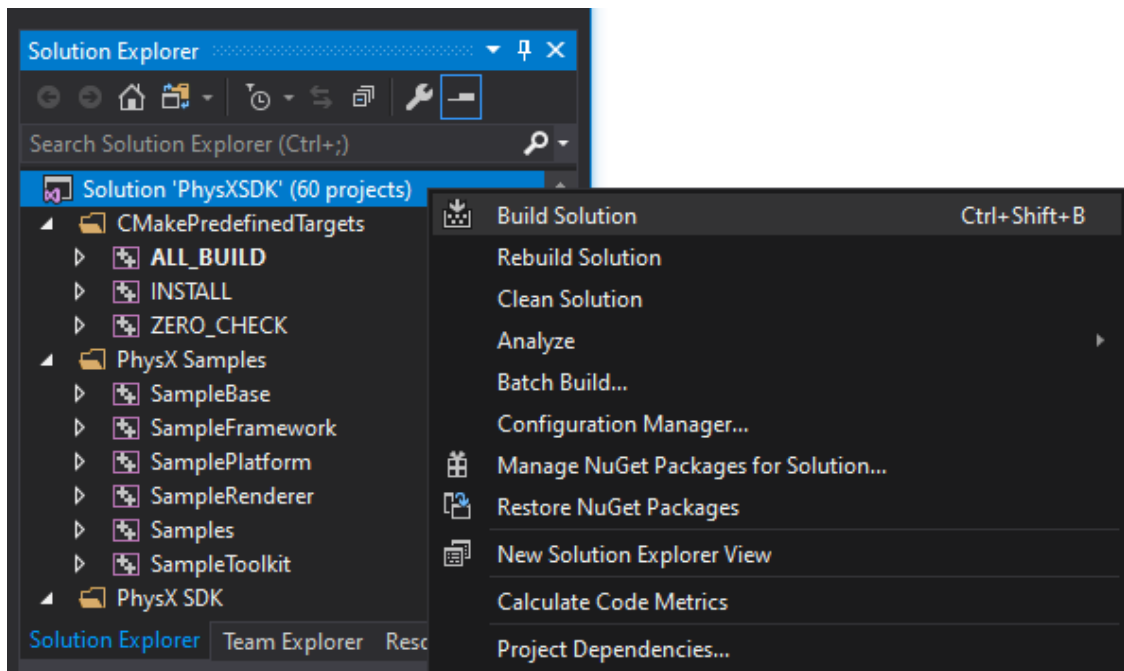 Solution Explorer
Search Solution Explorer (Ctrl+;)
Solution 'PhysXSDK' (60 projects)
CMakePredefinedTargets
ALL_BUILD
INSTALL
ZERO_CHECK
PhysX Samples
SampleBase
SampleFramework
SamplePlatform
SampleRenderer
Samples
SampleToolkit
PhysX SDK
Solution Explorer Team Explorer Resc
Build Solution Ctrl+Shift+B
Rebuild Solution
Clean Solution
Analyze
Batch Build...
Configuration Manager...
Manage NuGet Packages for Solution...
Restore NuGet Packages
New Solution Explorer View
Calculate Code Metrics
Project Dependencies...